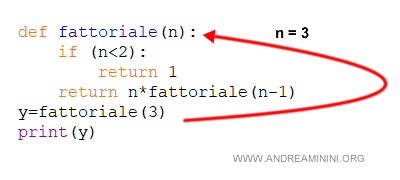 def fattoriale(n):
n = 3
if (n<2):
return 1
return n*fattoriale(n-1)
y=fattoriale(3)
print(y)
WWW.ANDREAMININI.ORG